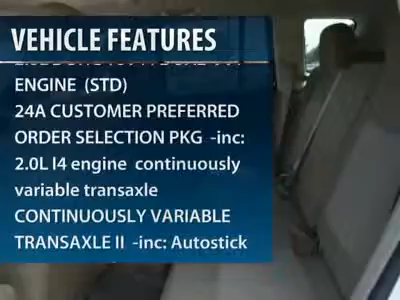 VEHICLE FEATURES
ENGINE (STD)
24A CUSTOMER PREFERRED
ORDER SELECTION PKG -inc:
2.0L I4 engine continuously
variable transaxle
CONTINUOUSLY VARIABLE
TRANSAXLE II -inc: Autostick